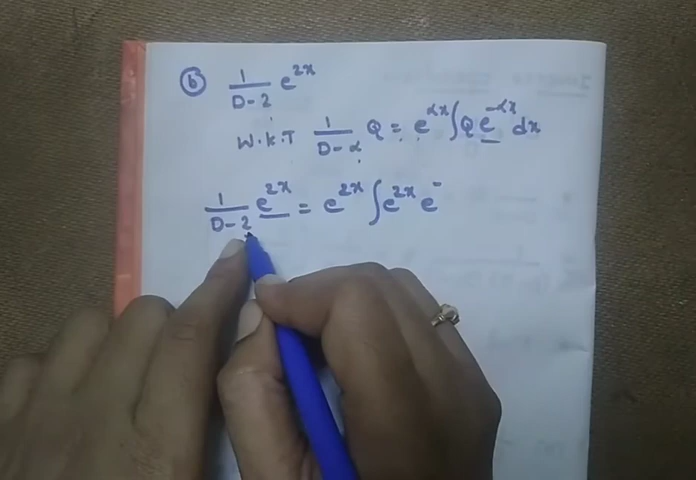 (b) 1/(D-2) e^{2x}
W.K.T 1/(D-α) Q = e^{αx} ∫ Q e^{-αx} dx
1/(D-2) e^{2x} = e^{2x} ∫ e^{2x} e^{-